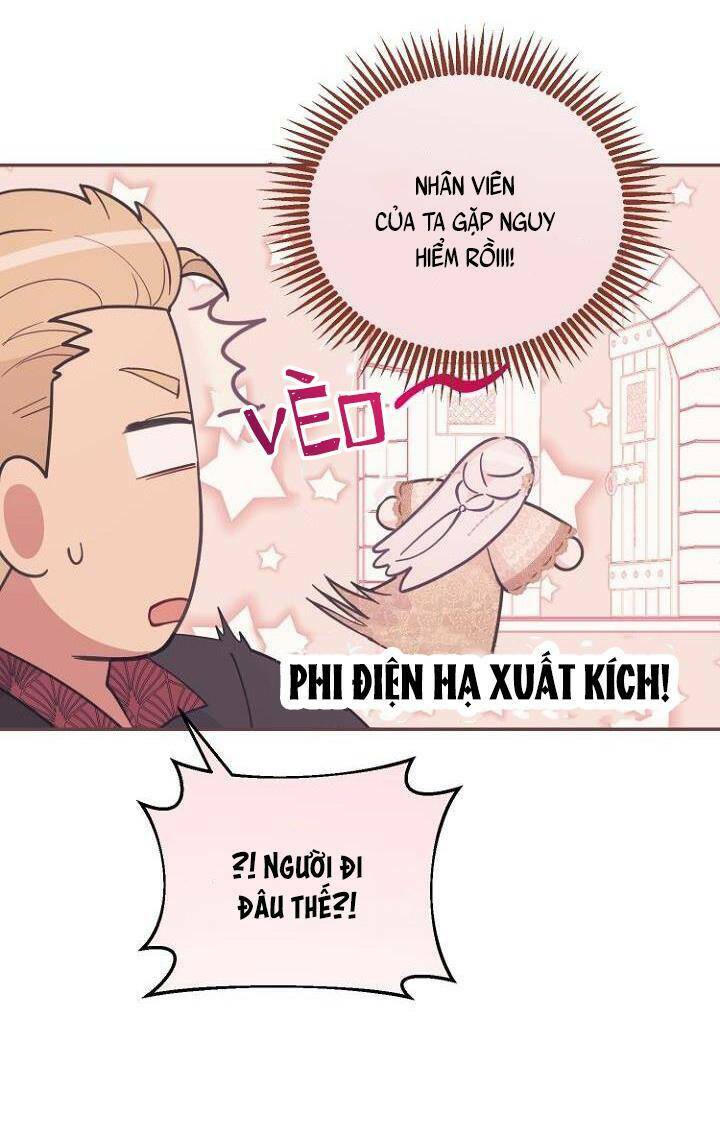 NHÂN VIÊN
CỦA TA GẶP NGUY
HIỂM RỒIII!
VÈO
PHI ĐIỆN HẠ XUẤT KÍCH!
?! NGƯỜI ĐI
ĐÂU THẾ?!